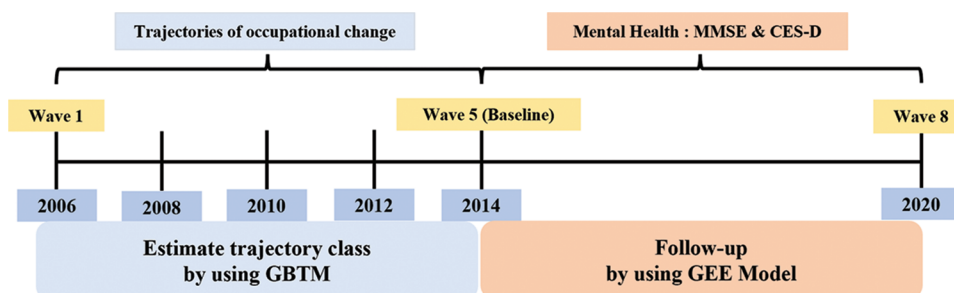 Trajectories of occupational change
Mental Health : MMSE & CES-D
Wave 1
Wave 5 (Baseline)
Wave 8
2006
2008
2010
2012
2014
2020
Estimate trajectory class
by using GBTM
Follow-up
by using GEE Model